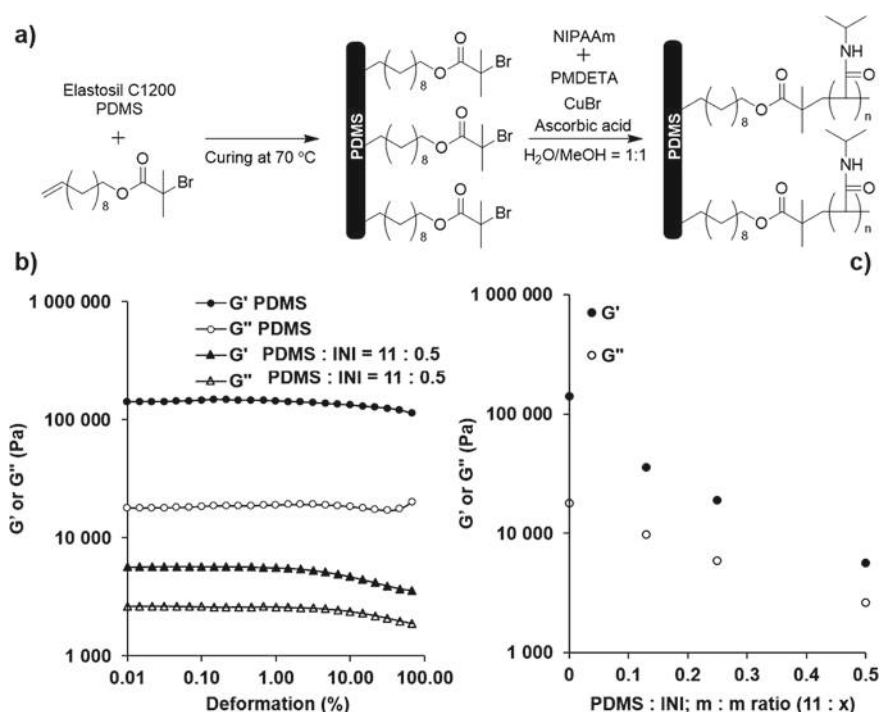 a)
Elastosil C1200
PDMS
+
Curing at 70 °C
8
O
O
Br
PDMS
8
O
O
Br
8
O
O
Br
8
O
O
Br
NIPAAm
+
PMDETA
CuBr
Ascorbic acid
H₂O/MeOH = 1:1
PDMS
8
O
O
NH
O
n
8
O
O
NH
O
n
b)
G' or G'' (Pa)
1 000 000
100 000
10 000
1 000
G' PDMS
G'' PDMS
G' PDMS : INI = 11 : 0.5
G'' PDMS : INI = 11 : 0.5
0.01 0.10 1.00 10.00 100.00
Deformation (%)
c)
G' or G'' (Pa)
1 000 000
100 000
10 000
1 000
G'
G''
0 0.1 0.2 0.3 0.4 0.5
PDMS : INI; m : m ratio (11 : x)